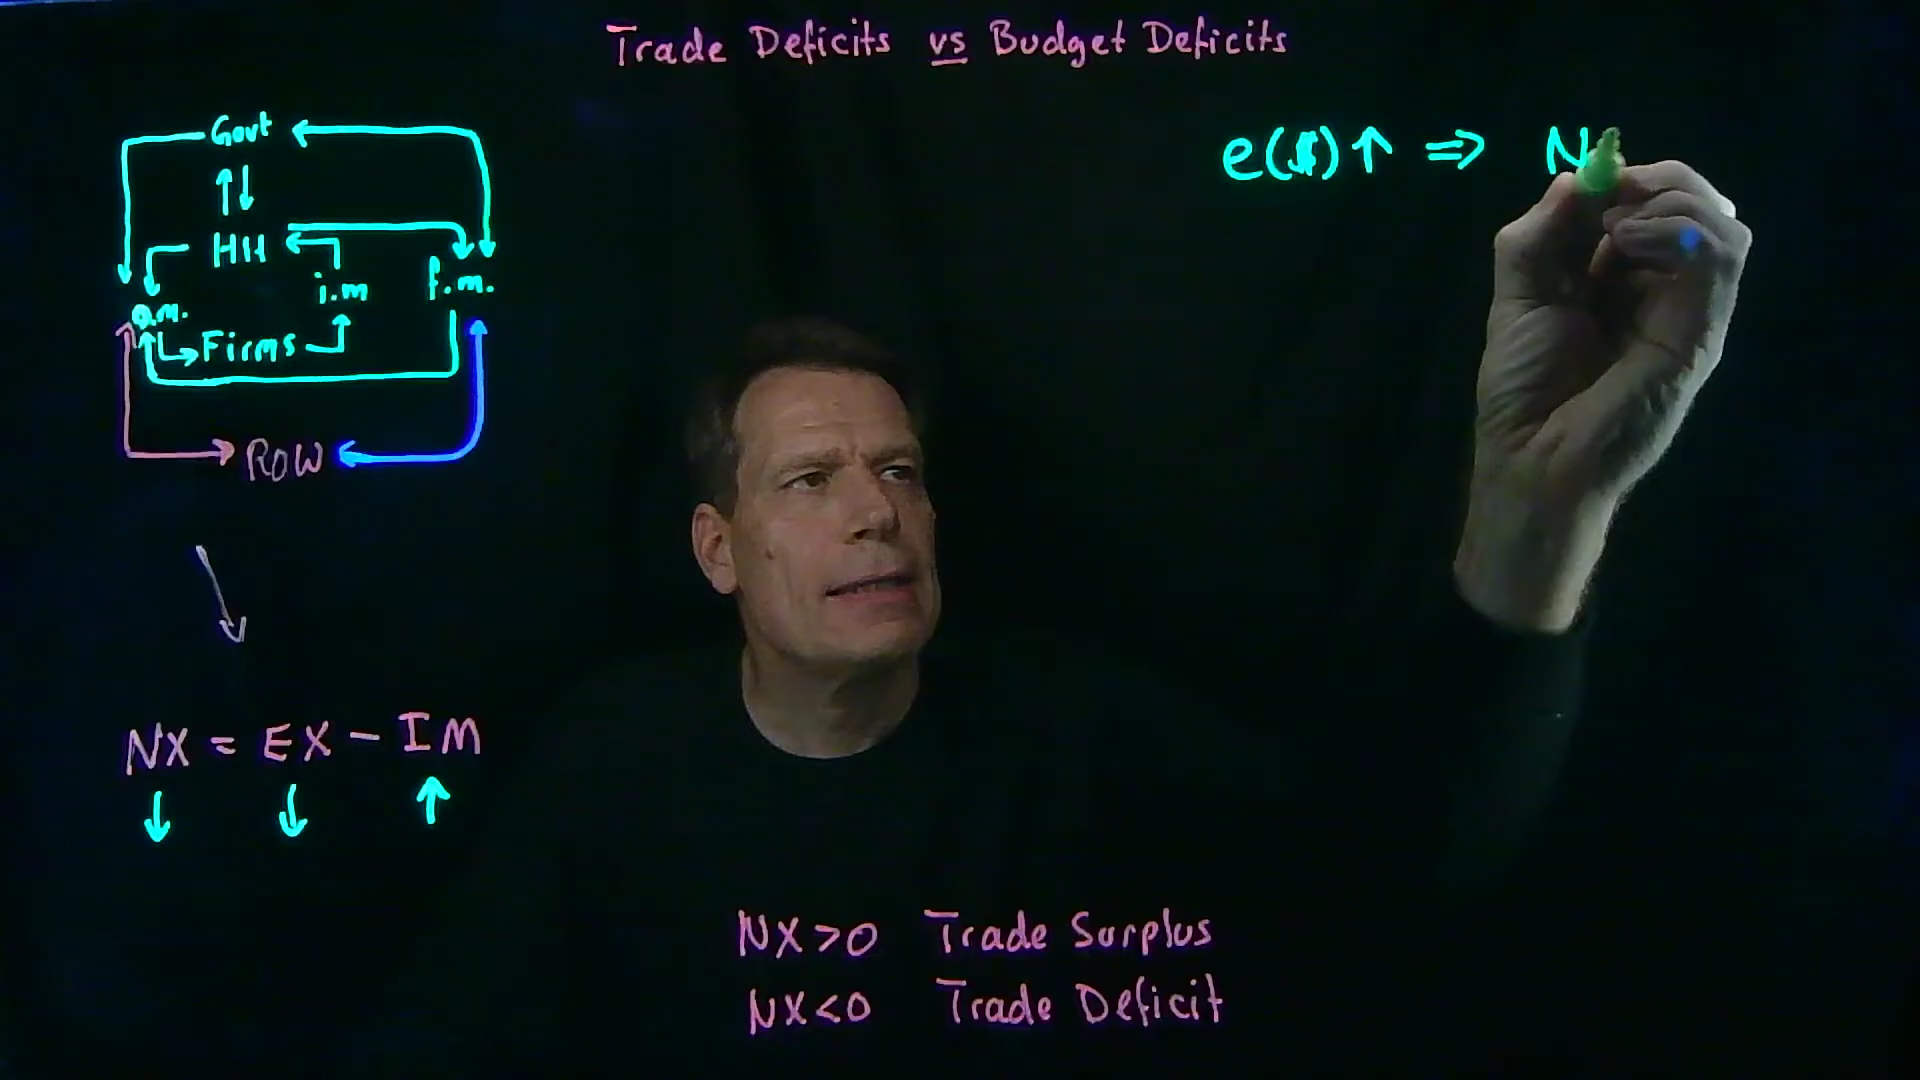 Trade Deficits vs Budget Deficits
Govt
HH
i.m
f.m.
o.m.
Firms
ROW
e($)↑ ⇒ N
NX = EX - IM
↓ ↓ ↑
NX>0 Trade Surplus
NX<0 Trade Deficit